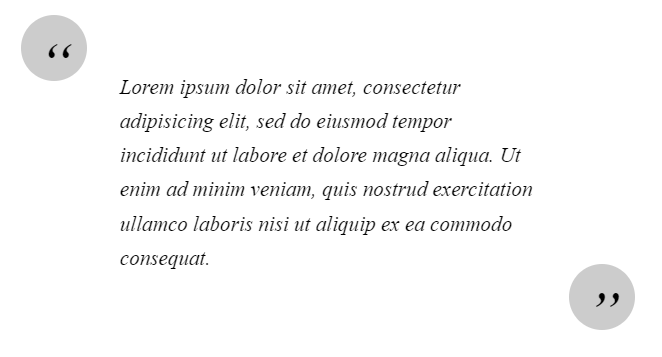 “
Lorem ipsum dolor sit amet, consectetur
adipisicing elit, sed do eiusmod tempor
incididunt ut labore et dolore magna aliqua. Ut
enim ad minim veniam, quis nostrud exercitation
ullamco laboris nisi ut aliquip ex ea commodo
consequat.
”